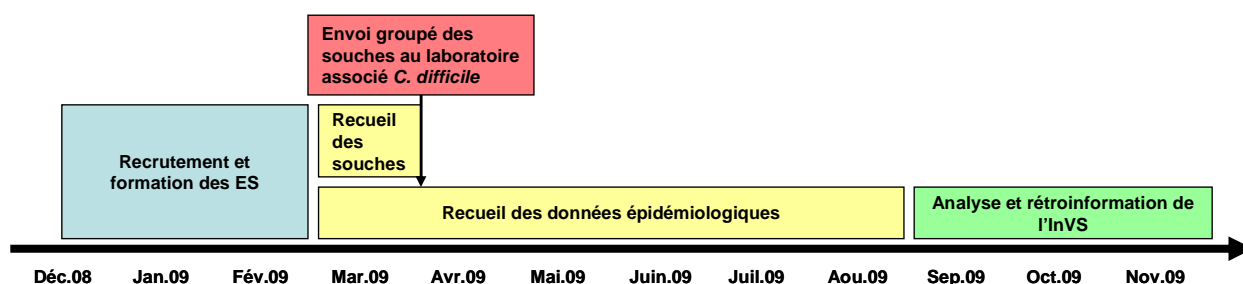 Envoi groupé des
souches au laboratoire
associé C. difficile
Recrutement et
formation des ES
Recueil
des
souches
Recueil des données épidémiologiques
Analyse et rétroinformation de
l'InVS
Déc.08 Jan.09 Fév.09 Mar.09 Avr.09 Mai.09 Juin.09 Juil.09 Aou.09 Sep.09 Oct.09 Nov.09